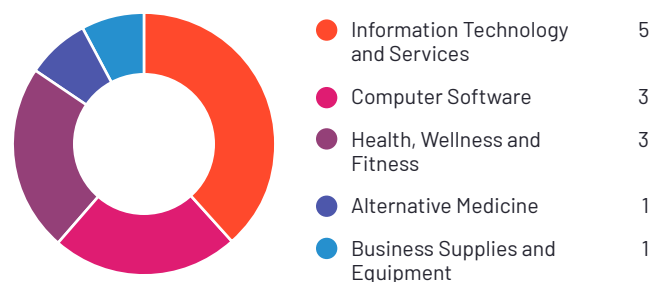 Information Technology 5
and Services
Computer Software 3
Health, Wellness and 3
Fitness
Alternative Medicine 1
Business Supplies and 1
Equipment